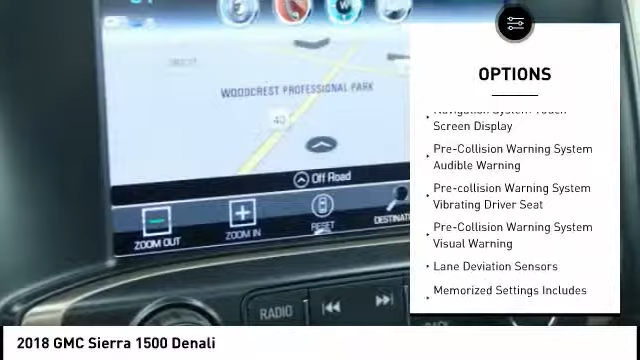 WOODCREST PROFESSIONAL PARK
40
Off Road
ZOOM OUT
ZOOM IN
RESET
RADIO
OPTIONS
Screen Display
Pre-Collision Warning System
Audible Warning
Pre-collision Warning System
Vibrating Driver Seat
Pre-Collision Warning System
Visual Warning
Lane Deviation Sensors
Memorized Settings Includes
2018 GMC Sierra 1500 Denali